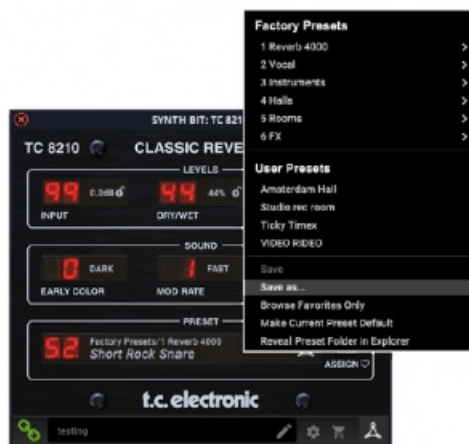 Factory Presets
1 Reverb 4000
2 Vocal
3 Instruments
4 Halls
5 Rooms
6 FX
User Presets
Amsterdam Hall
Studio rec room
Ticky Timex
VIDEO RIDEO
Save
Save as...
Browse Favorites Only
Make Current Preset Default
Reveal Preset Folder in Explorer
SYNTH BIT: TC 821
TC 8210 CLASSIC REVE
LEVELS
99 0.0dB 44 44%
INPUT DRY/WET
SOUND
0 DARK 1 FAST
EARLY COLOR MOD RATE
PRESET
52 Factory Presets/1 Reverb 4000
Short Rock Snare
ASSIGN
t.c. electronic
testing